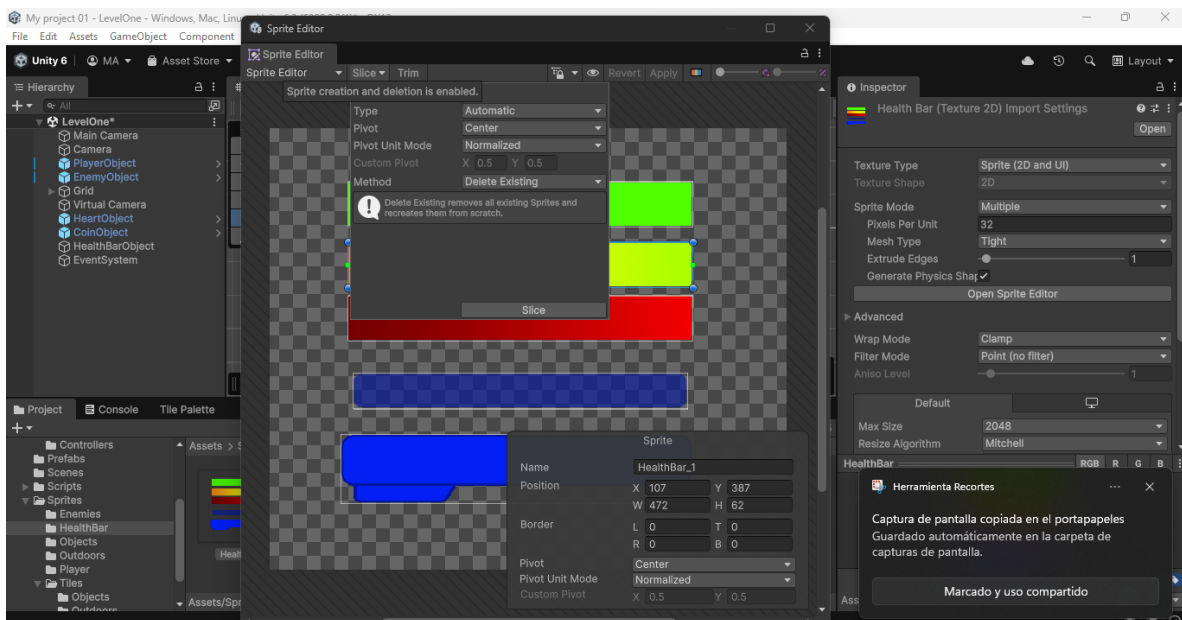 My project 01 - LevelOne - Windows, Mac, Linu
File Edit Assets GameObject Component
Unity 6 MA Asset Store
Layout
Hierarchy
All
LevelOne*
Main Camera
Camera
PlayerObject
EnemyObject
Grid
Virtual Camera
HeartObject
CoinObject
HealthBarObject
EventSystem
Sprite Editor
Sprite Editor
Sprite Editor Slice Trim Revert Apply
Sprite creation and deletion is enabled.
Type Automatic
Pivot Center
Pivot Unit Mode Normalized
Custom Pivot X 0.5 Y 0.5
Method Delete Existing
Delete Existing removes all existing Sprites and
recreates them from scratch.
Slice
Sprite
Name HealthBar_1
Position X 107 Y 387
W 472 H 62
Border L 0 T 0
R 0 B 0
Pivot Center
Pivot Unit Mode Normalized
Custom Pivot X 0.5 Y 0.5
Inspector
Health Bar (Texture 2D) Import Settings
Open
Texture Type Sprite (2D and UI)
Texture Shape 2D
Sprite Mode Multiple
Pixels Per Unit 32
Mesh Type Tight
Extrude Edges 1
Generate Physics Shap
Open Sprite Editor
Advanced
Wrap Mode Clamp
Filter Mode Point (no filter)
Aniso Level 1
Default
Max Size 2048
Resize Algorithm Mitchell
HealthBar RGB R G B
Project Console Tile Palette
Controllers
Prefabs
Scenes
Scripts
Sprites
Enemies
HealthBar
Objects
Outdoors
Player
Tiles
Objects
Outdoors
Assets > S
Healt
Assets/Spr
Ass
Herramienta Recortes
Captura de pantalla copiada en el portapapeles
Guardado automáticamente en la carpeta de
capturas de pantalla.
Marcado y uso compartido